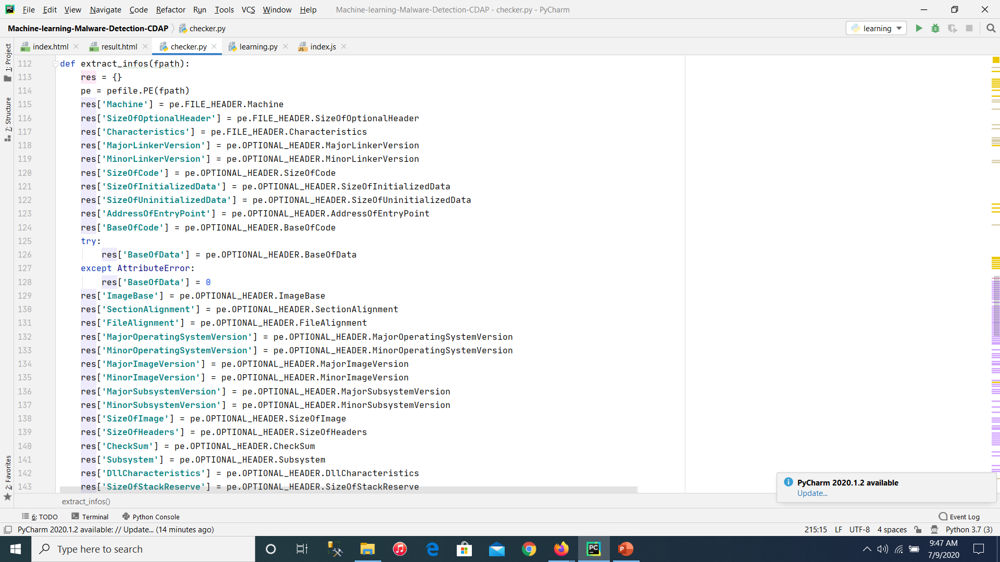 File Edit View Navigate Code Refactor Run Tools VCS Window Help Machine-learning-Malware-Detection-CDAP - checker.py - PyCharm
Machine-learning-Malware-Detection-CDAP checker.py learning
index.html result.html checker.py learning.py index.js
1: Project
7: Structure
2: Favorites
112 def extract_infos(fpath):
113 res = {}
114 pe = pefile.PE(fpath)
115 res['Machine'] = pe.FILE_HEADER.Machine
116 res['SizeOfOptionalHeader'] = pe.FILE_HEADER.SizeOfOptionalHeader
117 res['Characteristics'] = pe.FILE_HEADER.Characteristics
118 res['MajorLinkerVersion'] = pe.OPTIONAL_HEADER.MajorLinkerVersion
119 res['MinorLinkerVersion'] = pe.OPTIONAL_HEADER.MinorLinkerVersion
120 res['SizeOfCode'] = pe.OPTIONAL_HEADER.SizeOfCode
121 res['SizeOfInitializedData'] = pe.OPTIONAL_HEADER.SizeOfInitializedData
122 res['SizeOfUninitializedData'] = pe.OPTIONAL_HEADER.SizeOfUninitializedData
123 res['AddressOfEntryPoint'] = pe.OPTIONAL_HEADER.AddressOfEntryPoint
124 res['BaseOfCode'] = pe.OPTIONAL_HEADER.BaseOfCode
125 try:
126 res['BaseOfData'] = pe.OPTIONAL_HEADER.BaseOfData
127 except AttributeError:
128 res['BaseOfData'] = 0
129 res['ImageBase'] = pe.OPTIONAL_HEADER.ImageBase
130 res['SectionAlignment'] = pe.OPTIONAL_HEADER.SectionAlignment
131 res['FileAlignment'] = pe.OPTIONAL_HEADER.FileAlignment
132 res['MajorOperatingSystemVersion'] = pe.OPTIONAL_HEADER.MajorOperatingSystemVersion
133 res['MinorOperatingSystemVersion'] = pe.OPTIONAL_HEADER.MinorOperatingSystemVersion
134 res['MajorImageVersion'] = pe.OPTIONAL_HEADER.MajorImageVersion
135 res['MinorImageVersion'] = pe.OPTIONAL_HEADER.MinorImageVersion
136 res['MajorSubsystemVersion'] = pe.OPTIONAL_HEADER.MajorSubsystemVersion
137 res['MinorSubsystemVersion'] = pe.OPTIONAL_HEADER.MinorSubsystemVersion
138 res['SizeOfImage'] = pe.OPTIONAL_HEADER.SizeOfImage
139 res['SizeOfHeaders'] = pe.OPTIONAL_HEADER.SizeOfHeaders
140 res['CheckSum'] = pe.OPTIONAL_HEADER.CheckSum
141 res['Subsystem'] = pe.OPTIONAL_HEADER.Subsystem
142 res['DllCharacteristics'] = pe.OPTIONAL_HEADER.DllCharacteristics
143 res['SizeOfStackReserve'] = pe.OPTIONAL_HEADER.SizeOfStackReserve
PyCharm 2020.1.2 available
Update...
extract_infos()
6: TODO Terminal Python Console Event Log
PyCharm 2020.1.2 available: // Update... (14 minutes ago) 215:15 LF UTF-8 4 spaces Python 3.7 (3)
Type here to search
9:47 AM
7/9/2020